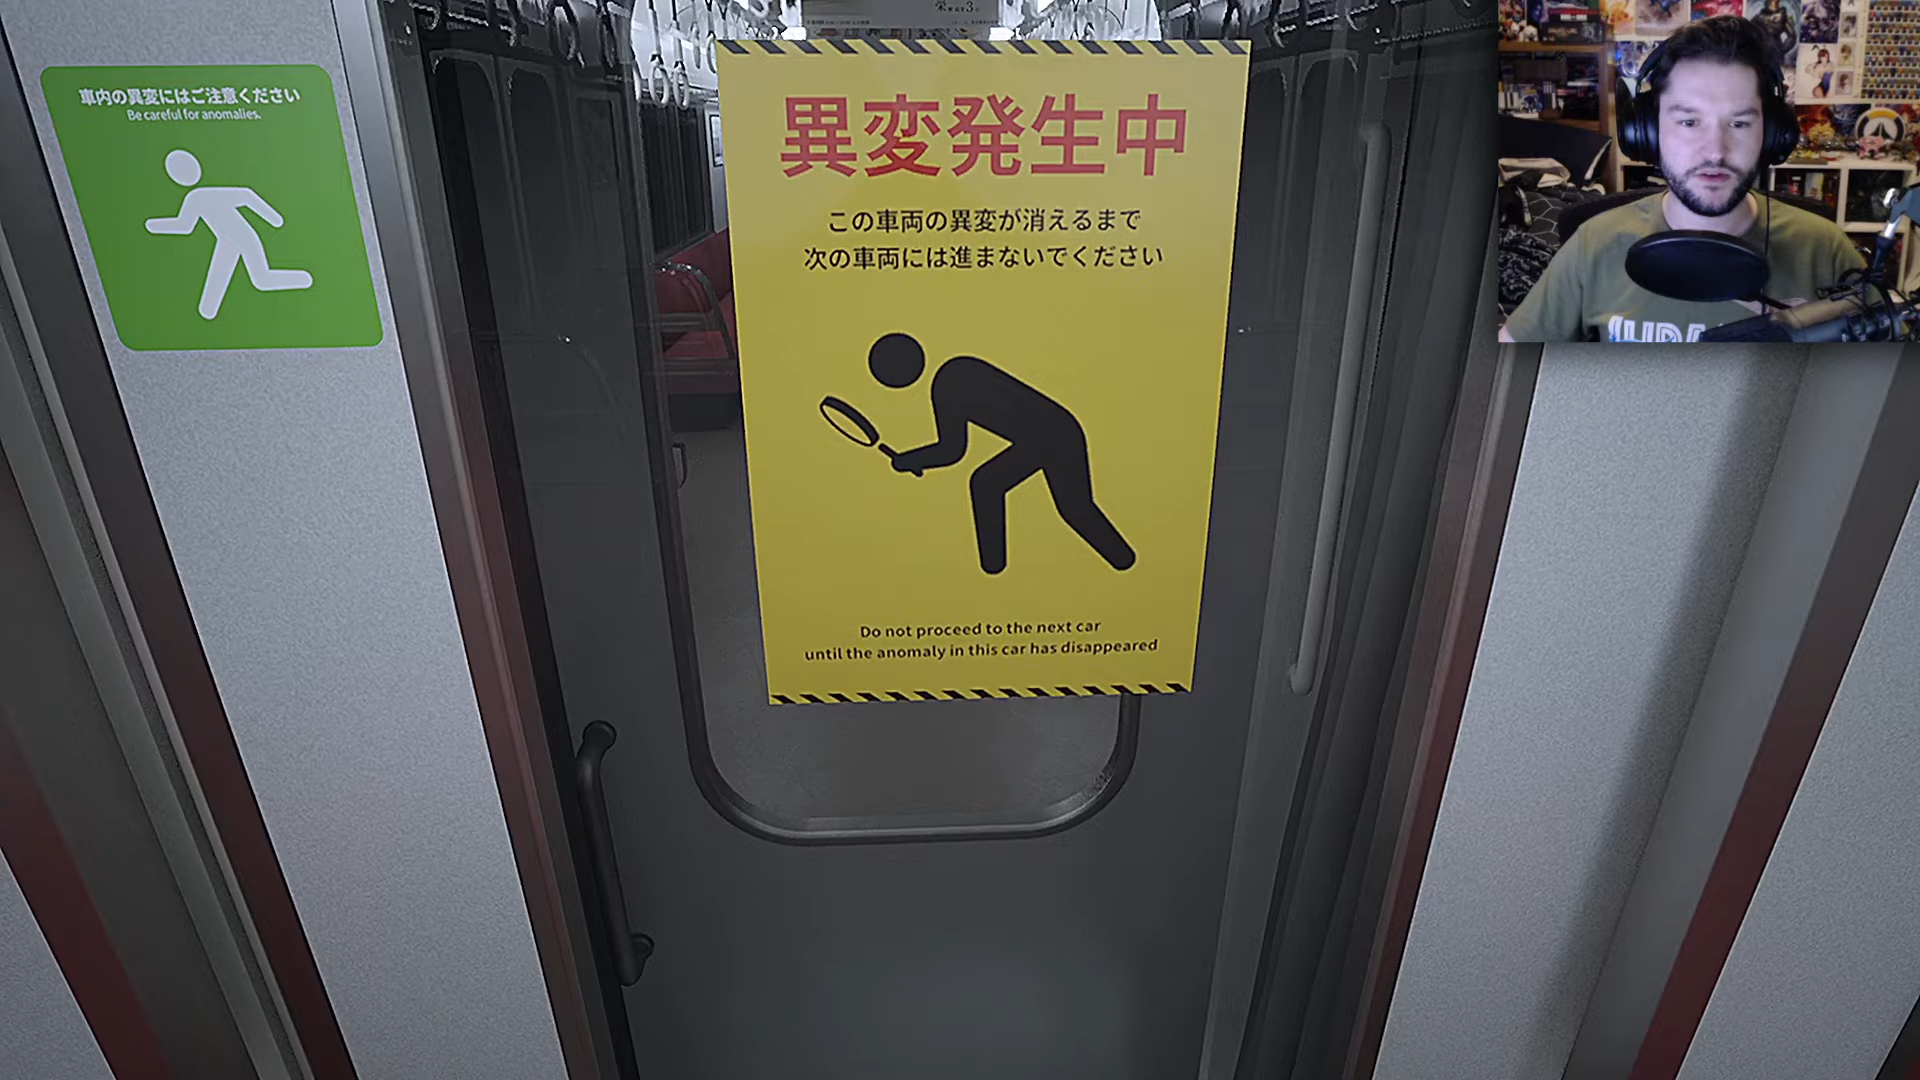 車内の異変にはご注意ください
Be careful for anomalies.
異変発生中
この車両の異変が消えるまで
次の車両には進まないでください
Do not proceed to the next car
until the anomaly in this car has disappeared